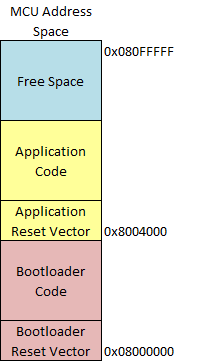 MCU Address
Space
0x080FFFFF
Free Space
Application
Code
Application
Reset Vector
0x8004000
Bootloader
Code
Bootloader
Reset Vector
0x08000000